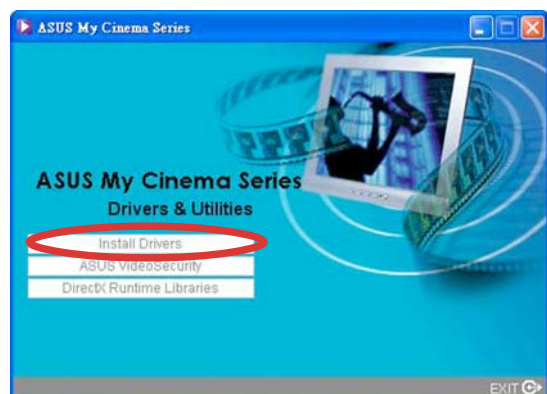 ASUS My Cinema Series
ASUS My Cinema Series
Drivers & Utilities
Install Drivers
ASUS VideoSecurity
DirectX Runtime Libraries
EXIT